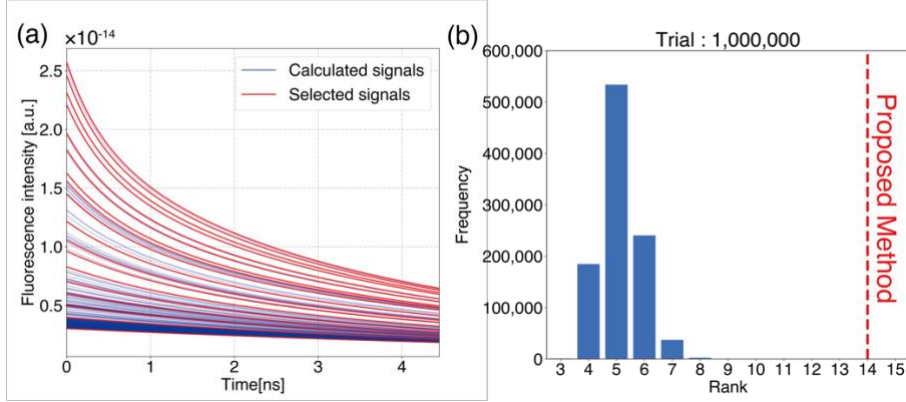 (a)
×10⁻¹⁴
2.5
2.0
1.5
1.0
0.5
Fluorescence intensity [a.u.]
Calculated signals
Selected signals
0 1 2 3 4
Time[ns]
(b)
Trial : 1,000,000
600,000
500,000
400,000
300,000
200,000
100,000
0
Frequency
3 4 5 6 7 8 9 10 11 12 13 14 15
Rank
Proposed Method